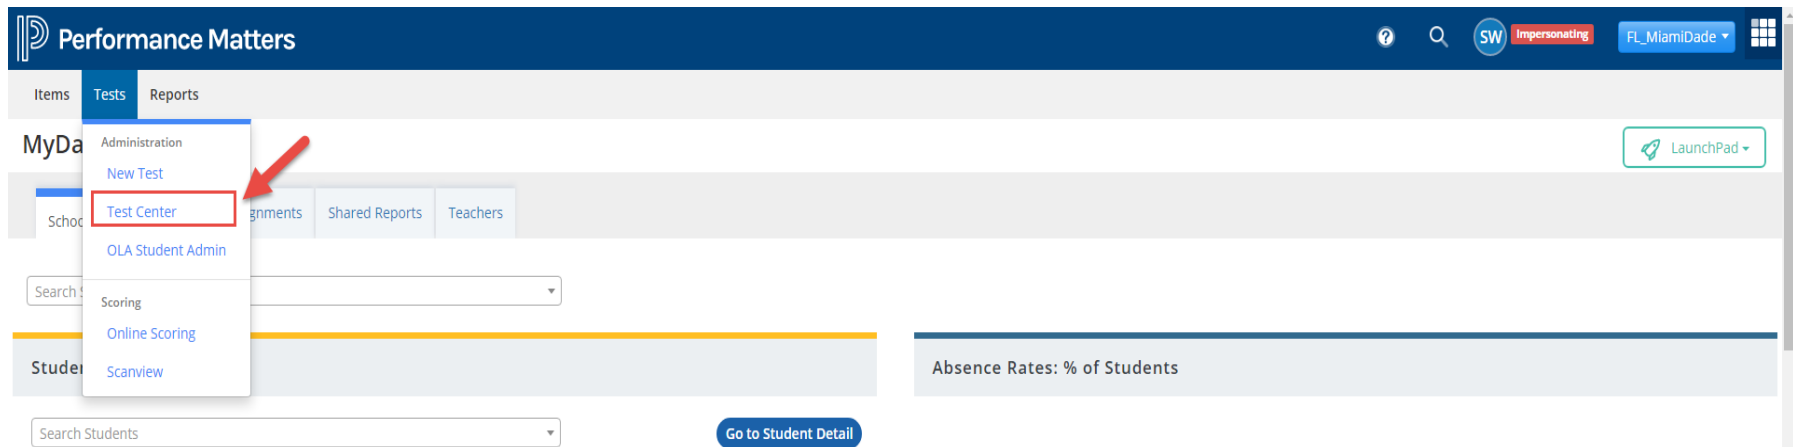 Performance Matters
?
SW
Impersonating
FL_MiamiDade
Items Tests Reports
MyDa
Administration
LaunchPad
New Test
Test Center
Schoo
gnments Shared Reports Teachers
OLA Student Admin
Search S
Scoring
Online Scoring
Studen
Absence Rates: % of Students
Scanview
Search Students
Go to Student Detail